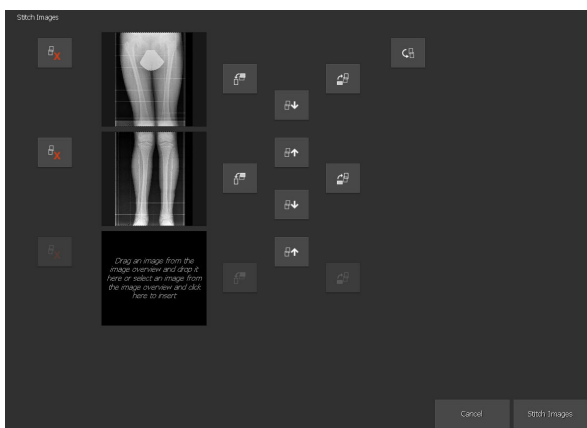 Stitch Images
Drag an image from the
image overview and drop it
here or select an image from
the image overview and click
here to insert
Cancel
Stitch Images